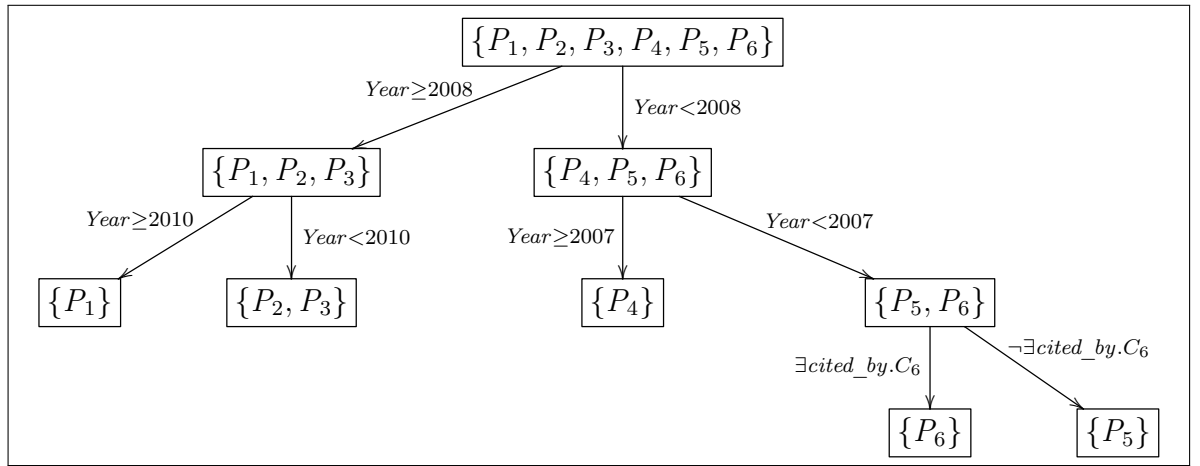 {P₁, P₂, P₃, P₄, P₅, P₆}
Year≥2008
Year<2008
{P₁, P₂, P₃}
{P₄, P₅, P₆}
Year≥2010
Year<2010
Year≥2007
Year<2007
{P₁}
{P₂, P₃}
{P₄}
{P₅, P₆}
∃cited_by.C₆
¬∃cited_by.C₆
{P₆}
{P₅}